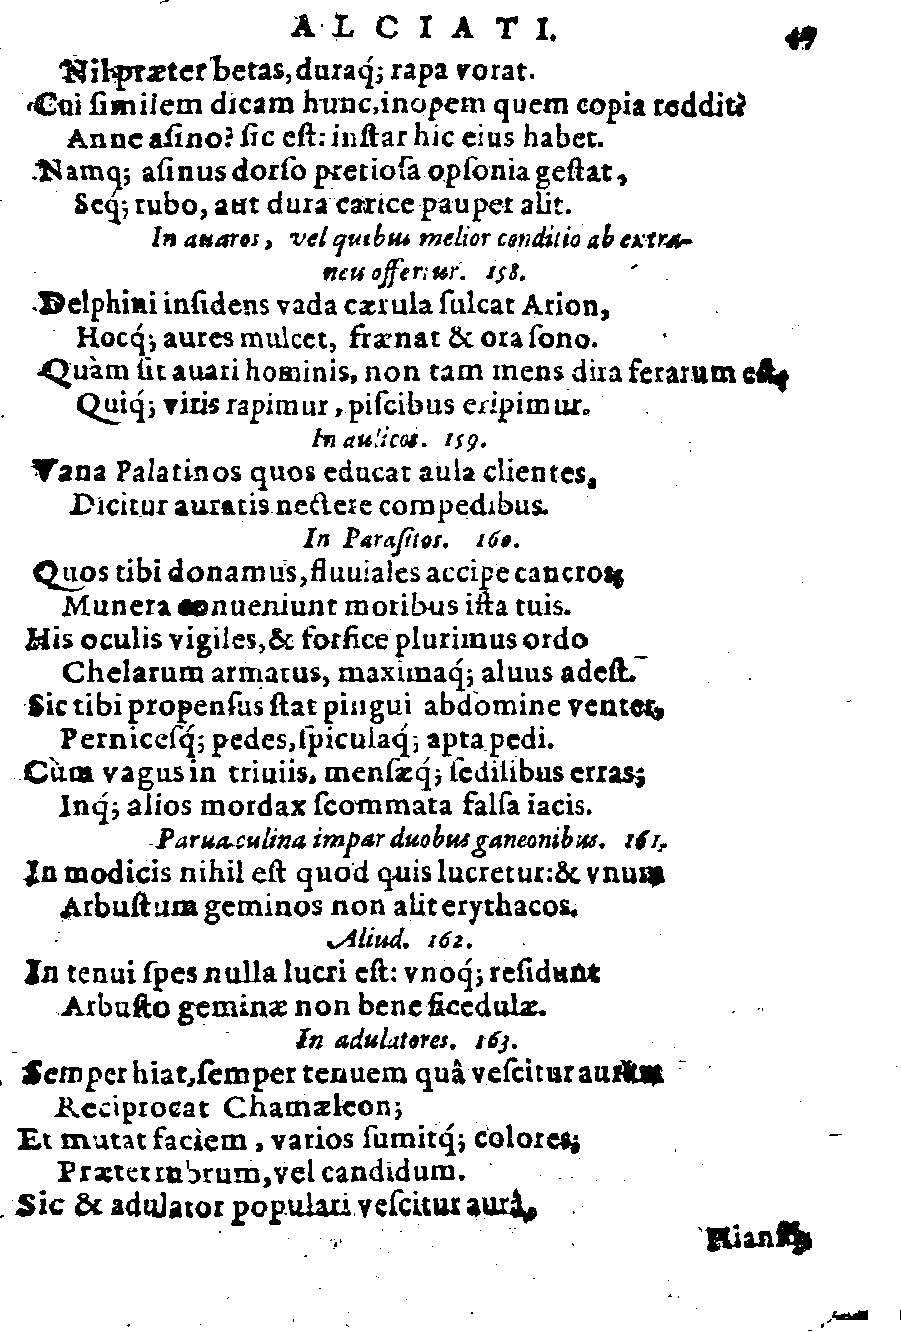 ALCIATI. 49
Nil præter betas, duraq́; rapa vorat.
Cui ſimilem dicam hunc, inopem quem copia reddit?
Anne aſino? ſic eſt: inſtar hic eius habet.
Namq; aſinus dorſo pretioſa opſonia geſtat,
Seq́; rubo, aut dura carice pauper alit.
In auaros, vel quibus melior conditio ab extra-
neis offertur. 158.
Delphini inſidens vada cærula ſulcat Arion,
Hocq́; aures mulcet, frænat & ora ſono.
Quàm ſit auari hominis, non tam mens dira ferarum eſt,
Quiq́; viris rapimur, piſcibus eripimur.
In aulicos. 159.
Vana Palatinos quos educat aula clientes,
Dicitur auratis nectere compedibus.
In Paraſitos. 160.
Quos tibi donamus, fluuiales accipe cancros,
Munera conueniunt moribus iſta tuis.
His oculis vigiles, & forfice plurimus ordo
Chelarum armatus, maximaq́; aluus adeſt.
Sic tibi propenſus ſtat pingui abdomine venter,
Perniceſq́; pedes, ſpiculaq́; apta pedi.
Cùm vagus in triuiis, menſæq́; ſedilibus erras;
Inq́; alios mordax ſcommata falſa iacis.
Parua culina impar duobus ganeonibus. 161.
In modicis nihil eſt quod quis lucretur: & vnum
Arbuſtum geminos non alit erythacos.
Aliud. 162.
In tenui ſpes nulla lucri eſt: vnoq́; reſidunt
Arbuſto geminæ non bene ficedulæ.
In adulatores. 163.
Semper hiat, ſemper tenuem quâ veſcitur auram
Reciprocat Chamæleon;
Et mutat faciem, varios ſumitq́; colores;
Præter rubrum, vel candidum.
Sic & adulator populari veſcitur aurâ,
Hianſq́;